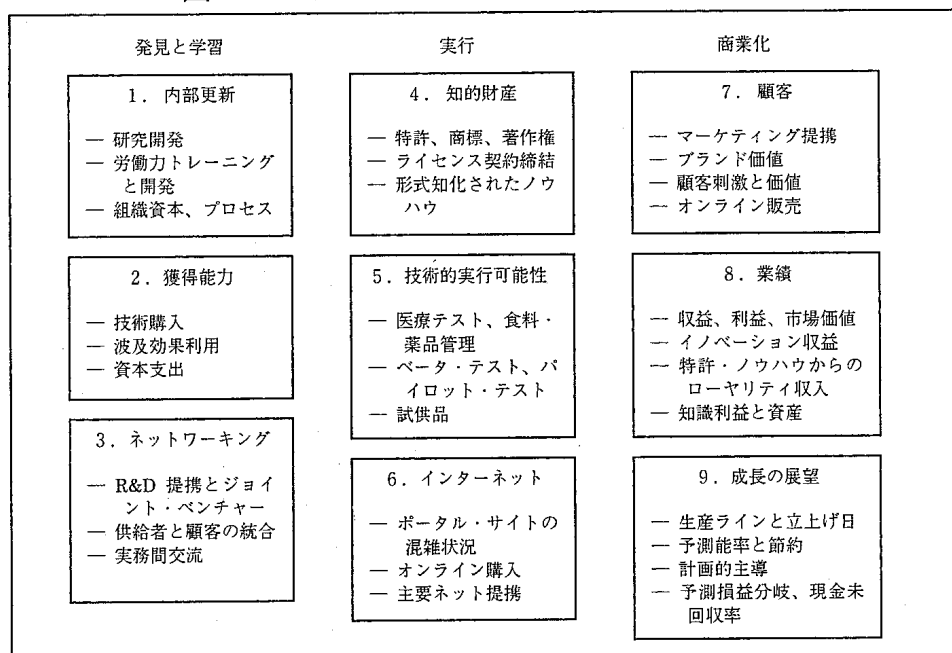 発見と学習
1. 内部更新
— 研究開発
— 労働力トレーニング
と開発
— 組織資本、プロセス
2. 獲得能力
— 技術購入
— 波及効果利用
— 資本支出
3. ネットワーキング
— R&D 提携とジョイ
ント・ベンチャー
— 供給者と顧客の統合
— 実務間交流
実行
4. 知的財産
— 特許、商標、著作権
— ライセンス契約締結
— 形式知化されたノウ
ハウ
5. 技術的実行可能性
— 医療テスト、食料・
薬品管理
— ベータ・テスト、パ
イロット・テスト
— 試供品
6. インターネット
— ポータル・サイトの
混雑状況
— オンライン購入
— 主要ネット提携
商業化
7. 顧客
— マーケティング提携
— ブランド価値
— 顧客刺激と価値
— オンライン販売
8. 業績
— 収益、利益、市場価値
— イノベーション収益
— 特許・ノウハウからの
ローヤリティ収入
— 知識利益と資産
9. 成長の展望
— 生産ラインと立上げ日
— 予測能率と節約
— 計画的主導
— 予測損益分岐、現金未
回収率